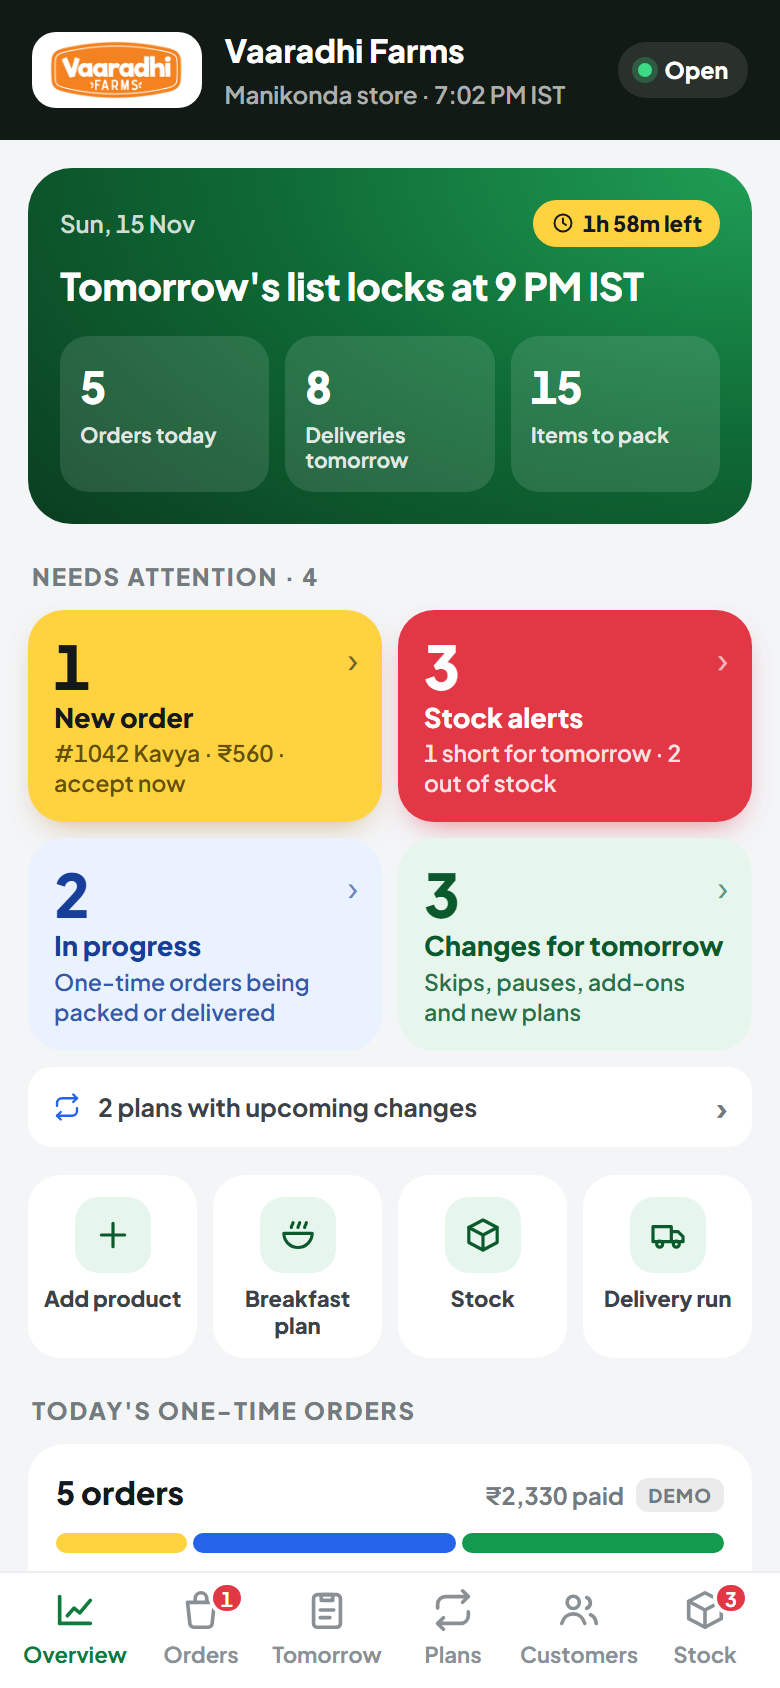 Vaaradhi
FARMS
Vaaradhi Farms
Manikonda store · 7:02 PM IST
Open
Sun, 15 Nov
1h 58m left
Tomorrow's list locks at 9 PM IST
5
Orders today
8
Deliveries
tomorrow
15
Items to pack
NEEDS ATTENTION · 4
1
New order
#1042 Kavya · ₹560 ·
accept now
3
Stock alerts
1 short for tomorrow · 2
out of stock
2
In progress
One-time orders being
packed or delivered
3
Changes for tomorrow
Skips, pauses, add-ons
and new plans
2 plans with upcoming changes
Add product
Breakfast
plan
Stock
Delivery run
TODAY'S ONE-TIME ORDERS
5 orders
₹2,330 paid
DEMO
Overview
1
Orders
Tomorrow
Plans
Customers
3
Stock